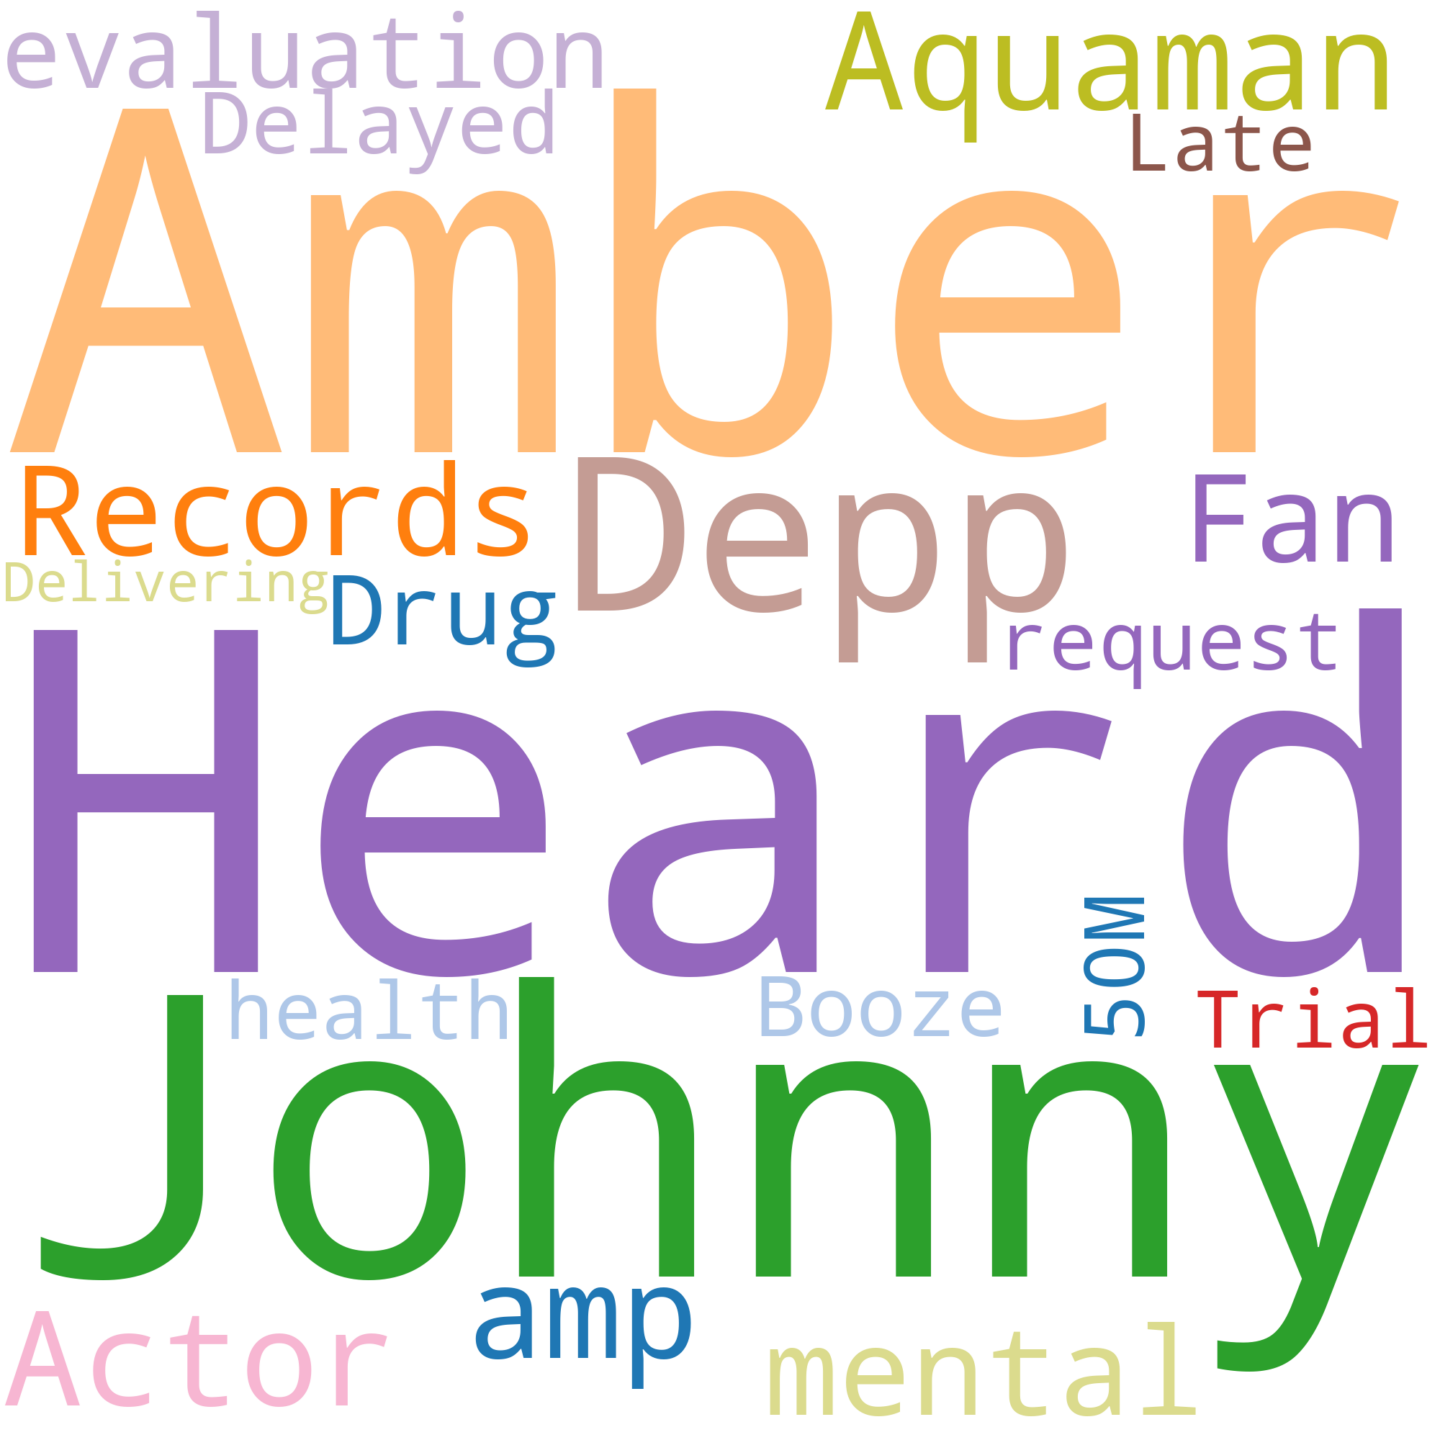 evaluation Aquaman
Delayed Late
Amber
Records Depp Fan
Delivering Drug request
Heard
50M
health Booze Trial
Johnny
amp
Actor mental